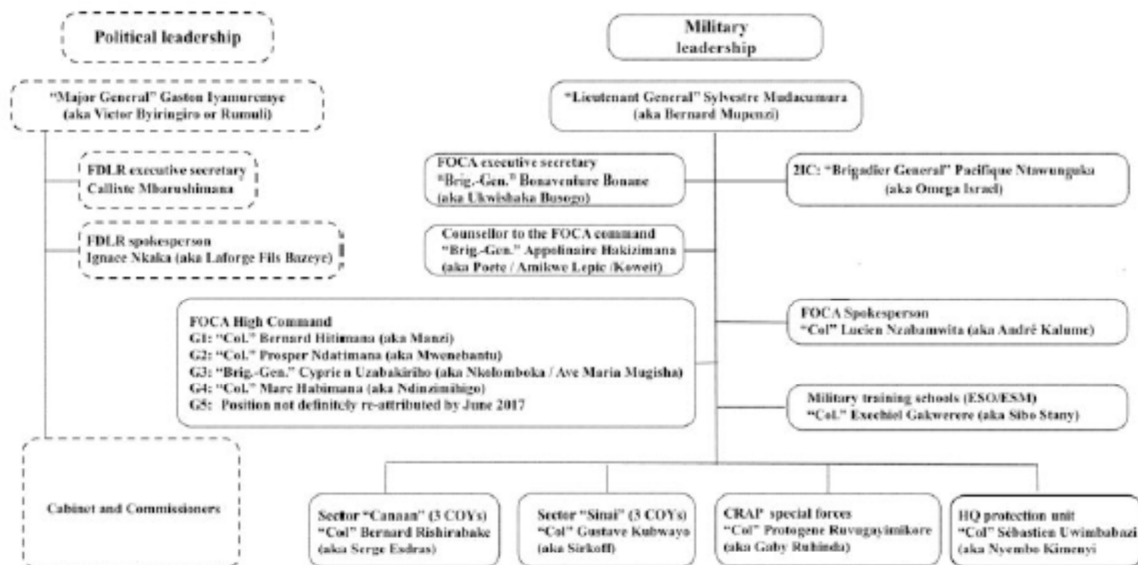 Political leadership
Military
leadership
"Major General" Gaston Iyamuremye
(aka Victor Byiringiro or Rumuli)
"Lieutenant General" Sylvestre Mudacumura
(aka Bernard Mupenzi)
FDLR executive secretary
Calliste Mbarushimana
FOCA executive secretary
"Brig.-Gen." Bonaventure Bonane
(aka Ukwishaka Busogo)
2IC: "Brigadier General" Pacifique Ntawunguka
(aka Omega Israel)
FDLR spokesperson
Ignace Nkaka (aka Laforge Fils Bazeye)
Counsellor to the FOCA command
"Brig.-Gen." Appolinaire Hakizimana
(aka Poete / Amikwe Lepic /Koweit)
FOCA High Command
G1: "Col." Bernard Hitimana (aka Manzi)
G2: "Col." Prosper Ndatimana (aka Mwenebantu)
G3: "Brig.-Gen." Cyprien Uzabakiriho (aka Nkolomboka / Ave Maria Mugisha)
G4: "Col." Marc Habimana (aka Ndinzimihigo)
G5: Position not definitely re-attributed by June 2017
FOCA Spokesperson
"Col" Lucien Nzabamwita (aka André Kalume)
Military training schools (ESO/ESM)
"Col." Exechiel Gakwerere (aka Sibo Stany)
Cabinet and Commissioners
Sector "Canaan" (3 COYs)
"Col" Bernard Rishirabake
(aka Serge Esdras)
Sector "Sinai" (3 COYs)
"Col" Gustave Kubwayo
(aka Sirkoff)
CRAP special forces
"Col" Protogene Ruvugayimikore
(aka Gaby Ruhinda)
HQ protection unit
"Col" Sébastien Uwimbabazi
(aka Nyembo Kimenyi